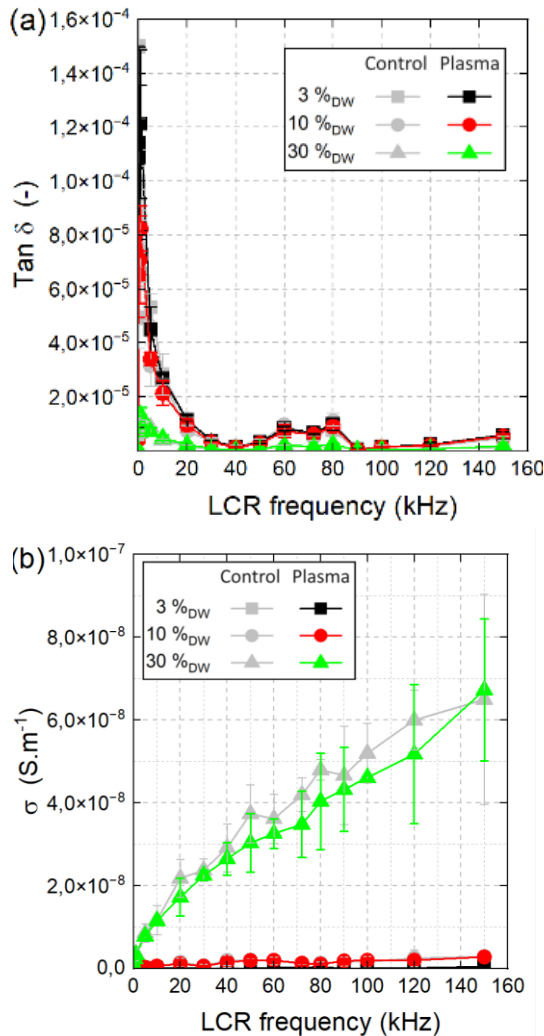 (a)
1,6×10⁻⁴
1,4×10⁻⁴
1,2×10⁻⁴
1,0×10⁻⁴
8,0×10⁻⁵
6,0×10⁻⁵
4,0×10⁻⁵
2,0×10⁻⁵
Tan δ (-)
Control Plasma
3 %DW
10 %DW
30 %DW
0 20 40 60 80 100 120 140 160
LCR frequency (kHz)
(b)
1,0×10⁻⁷
8,0×10⁻⁸
6,0×10⁻⁸
4,0×10⁻⁸
2,0×10⁻⁸
0,0
σ (S.m⁻¹)
Control Plasma
3 %DW
10 %DW
30 %DW
0 20 40 60 80 100 120 140 160
LCR frequency (kHz)